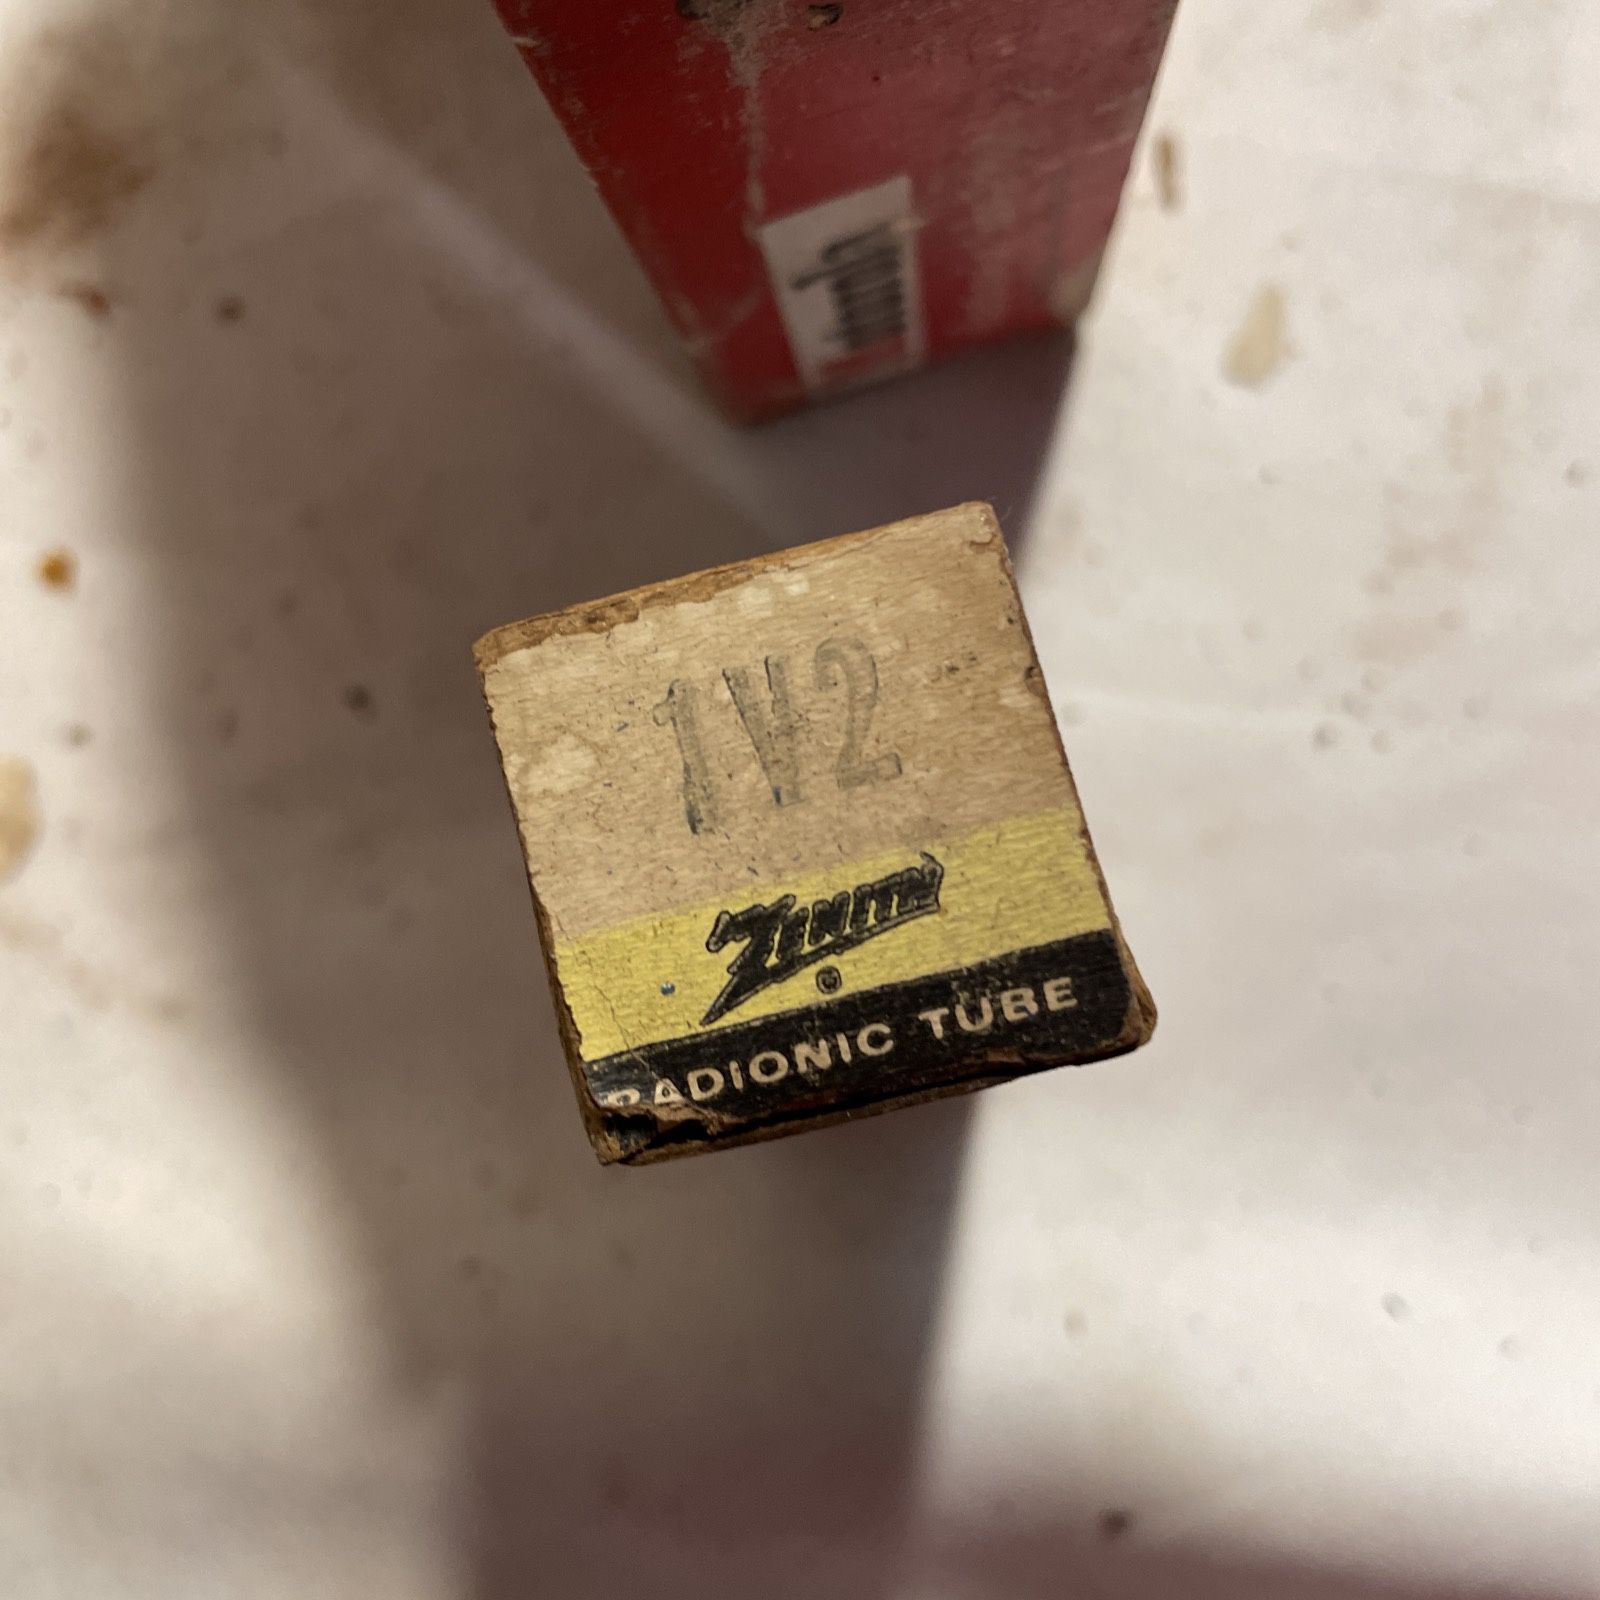 1V2
ZENITH
®
RADIONIC TUBE